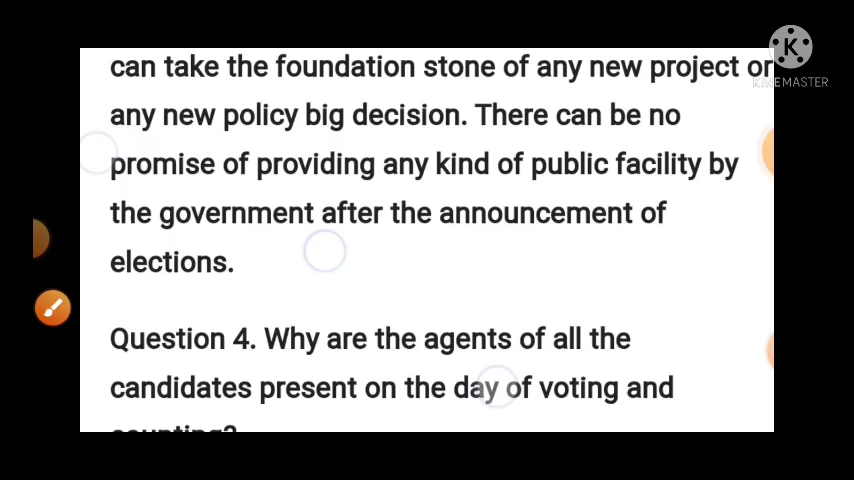 can take the foundation stone of any new project or
any new policy big decision. There can be no
promise of providing any kind of public facility by
the government after the announcement of
elections.
Question 4. Why are the agents of all the
candidates present on the day of voting and
counting?
K
KINEMASTER